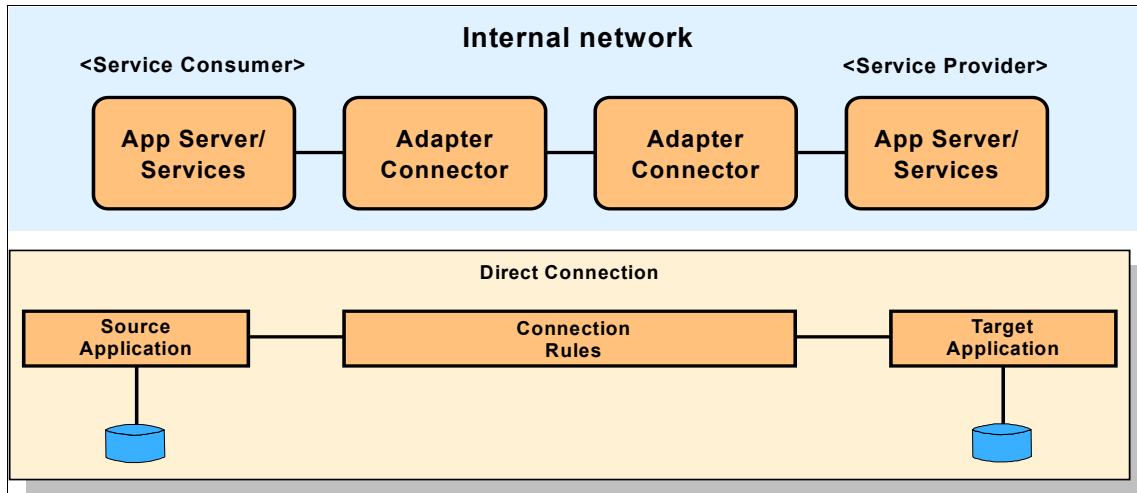 Internal network
<Service Consumer>
<Service Provider>
App Server/
Services
Adapter
Connector
Adapter
Connector
App Server/
Services
Direct Connection
Source
Application
Connection
Rules
Target
Application